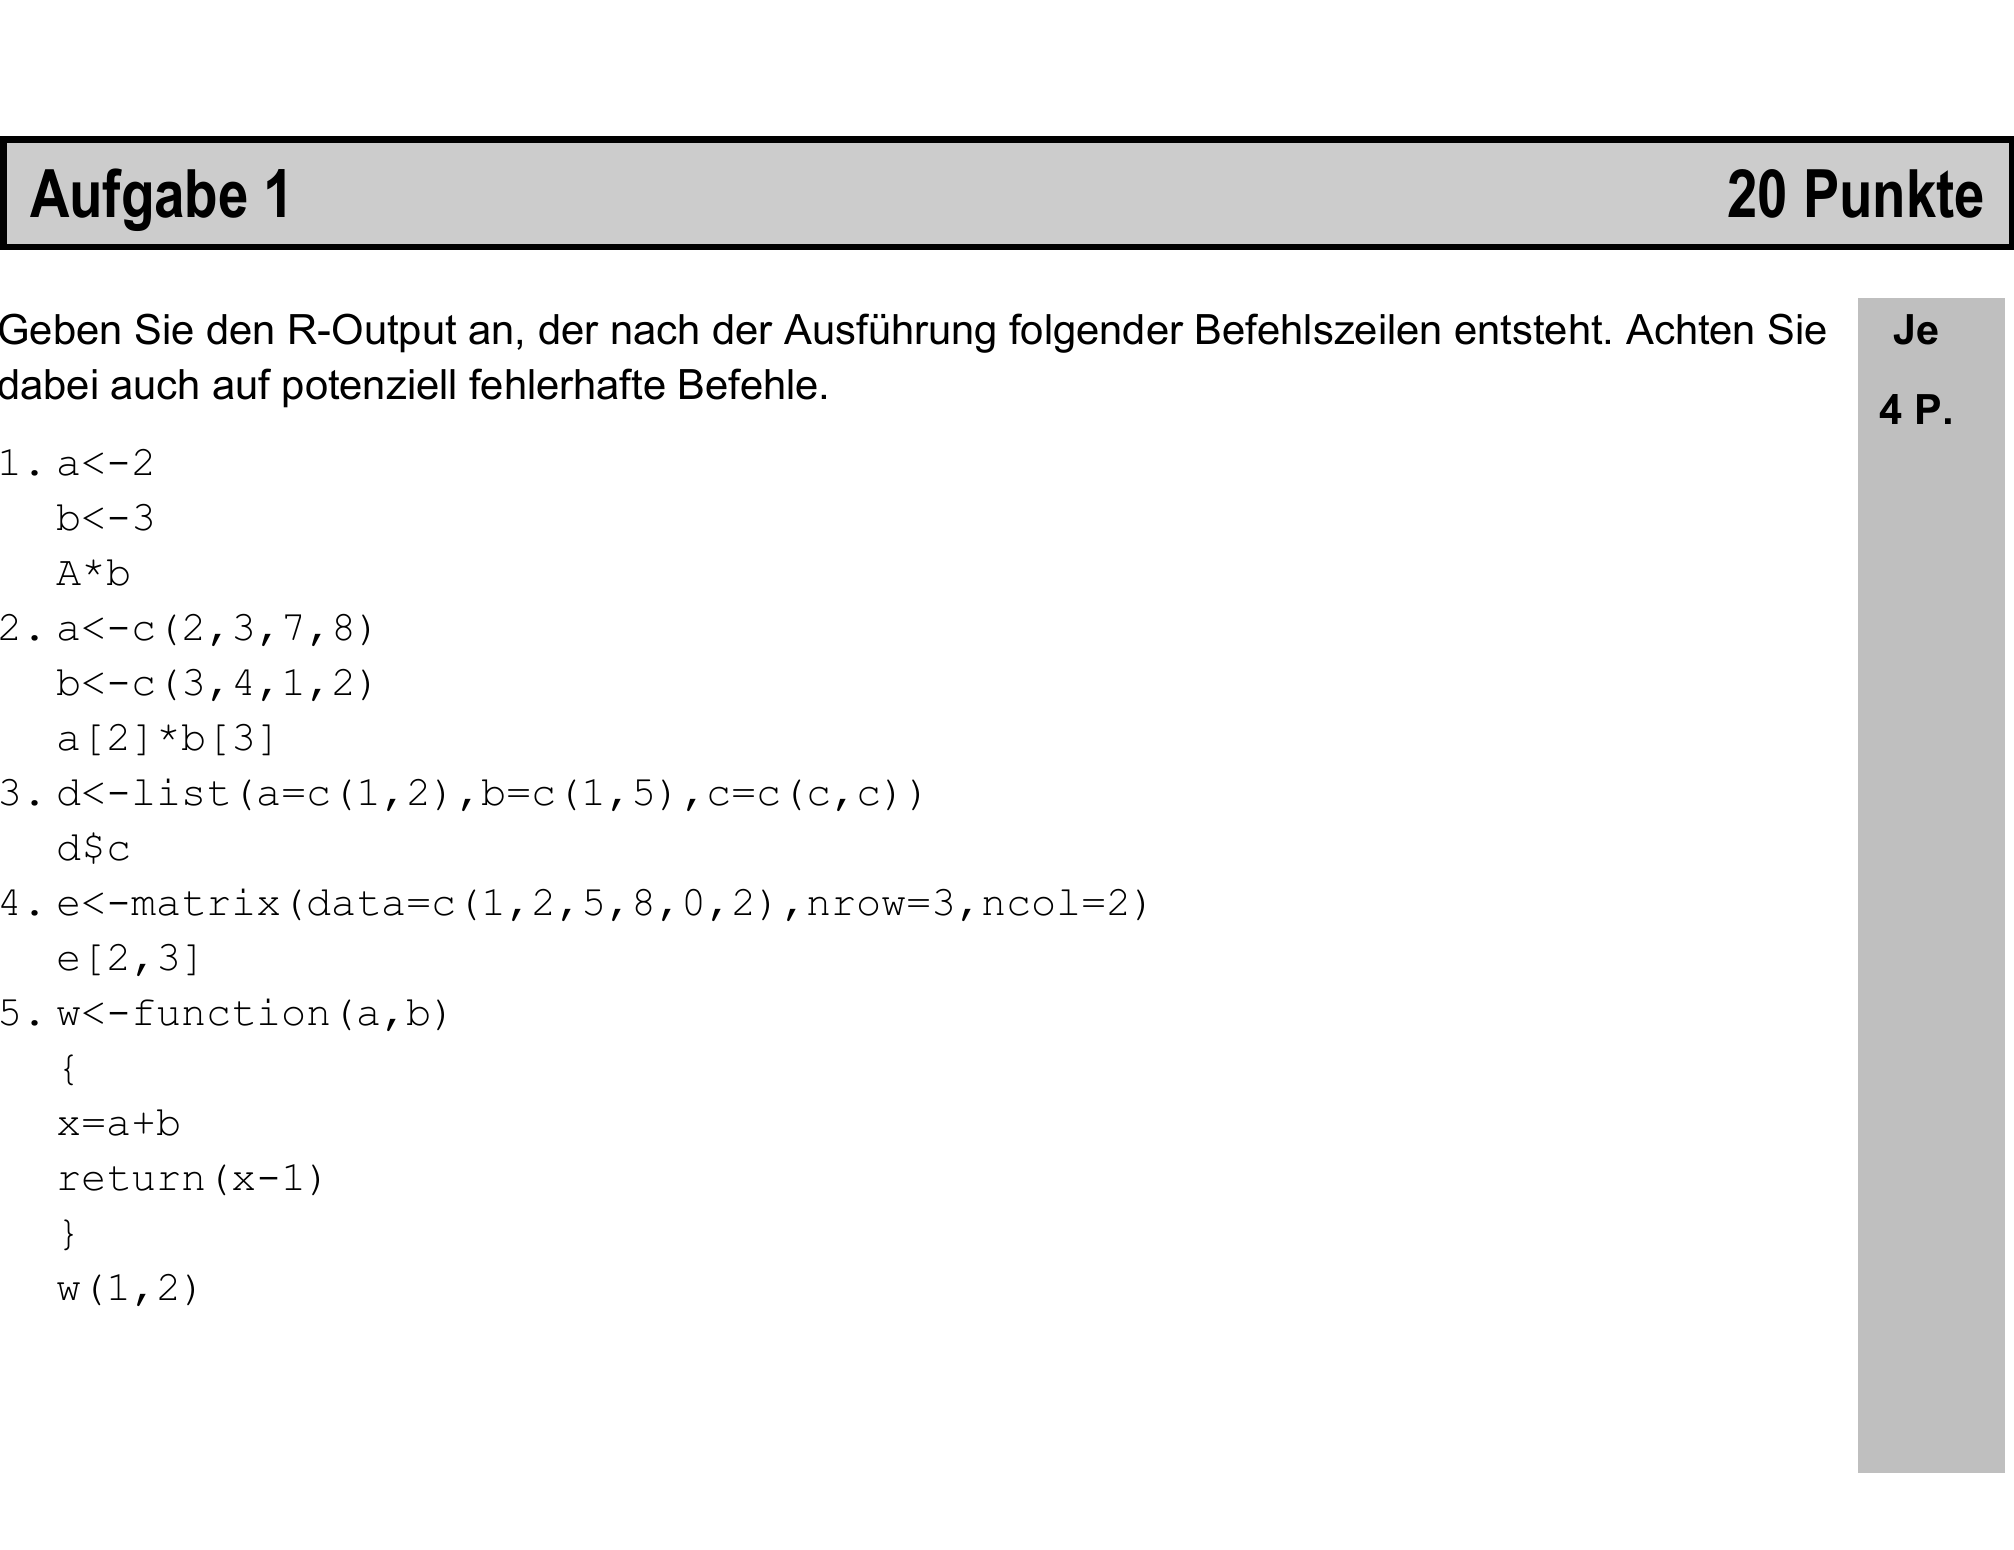 Aufgabe 1 20 Punkte
Geben Sie den R-Output an, der nach der Ausführung folgender Befehlszeilen entsteht. Achten Sie
dabei auch auf potenziell fehlerhafte Befehle.
Je
4 P.
1. a<-2
b<-3
A*b
2. a<-c(2,3,7,8)
b<-c(3,4,1,2)
a[2]*b[3]
3. d<-list(a=c(1,2),b=c(1,5),c=c(c,c))
d$c
4. e<-matrix(data=c(1,2,5,8,0,2),nrow=3,ncol=2)
e[2,3]
5. w<-function(a,b)
{
x=a+b
return(x-1)
}
w(1,2)